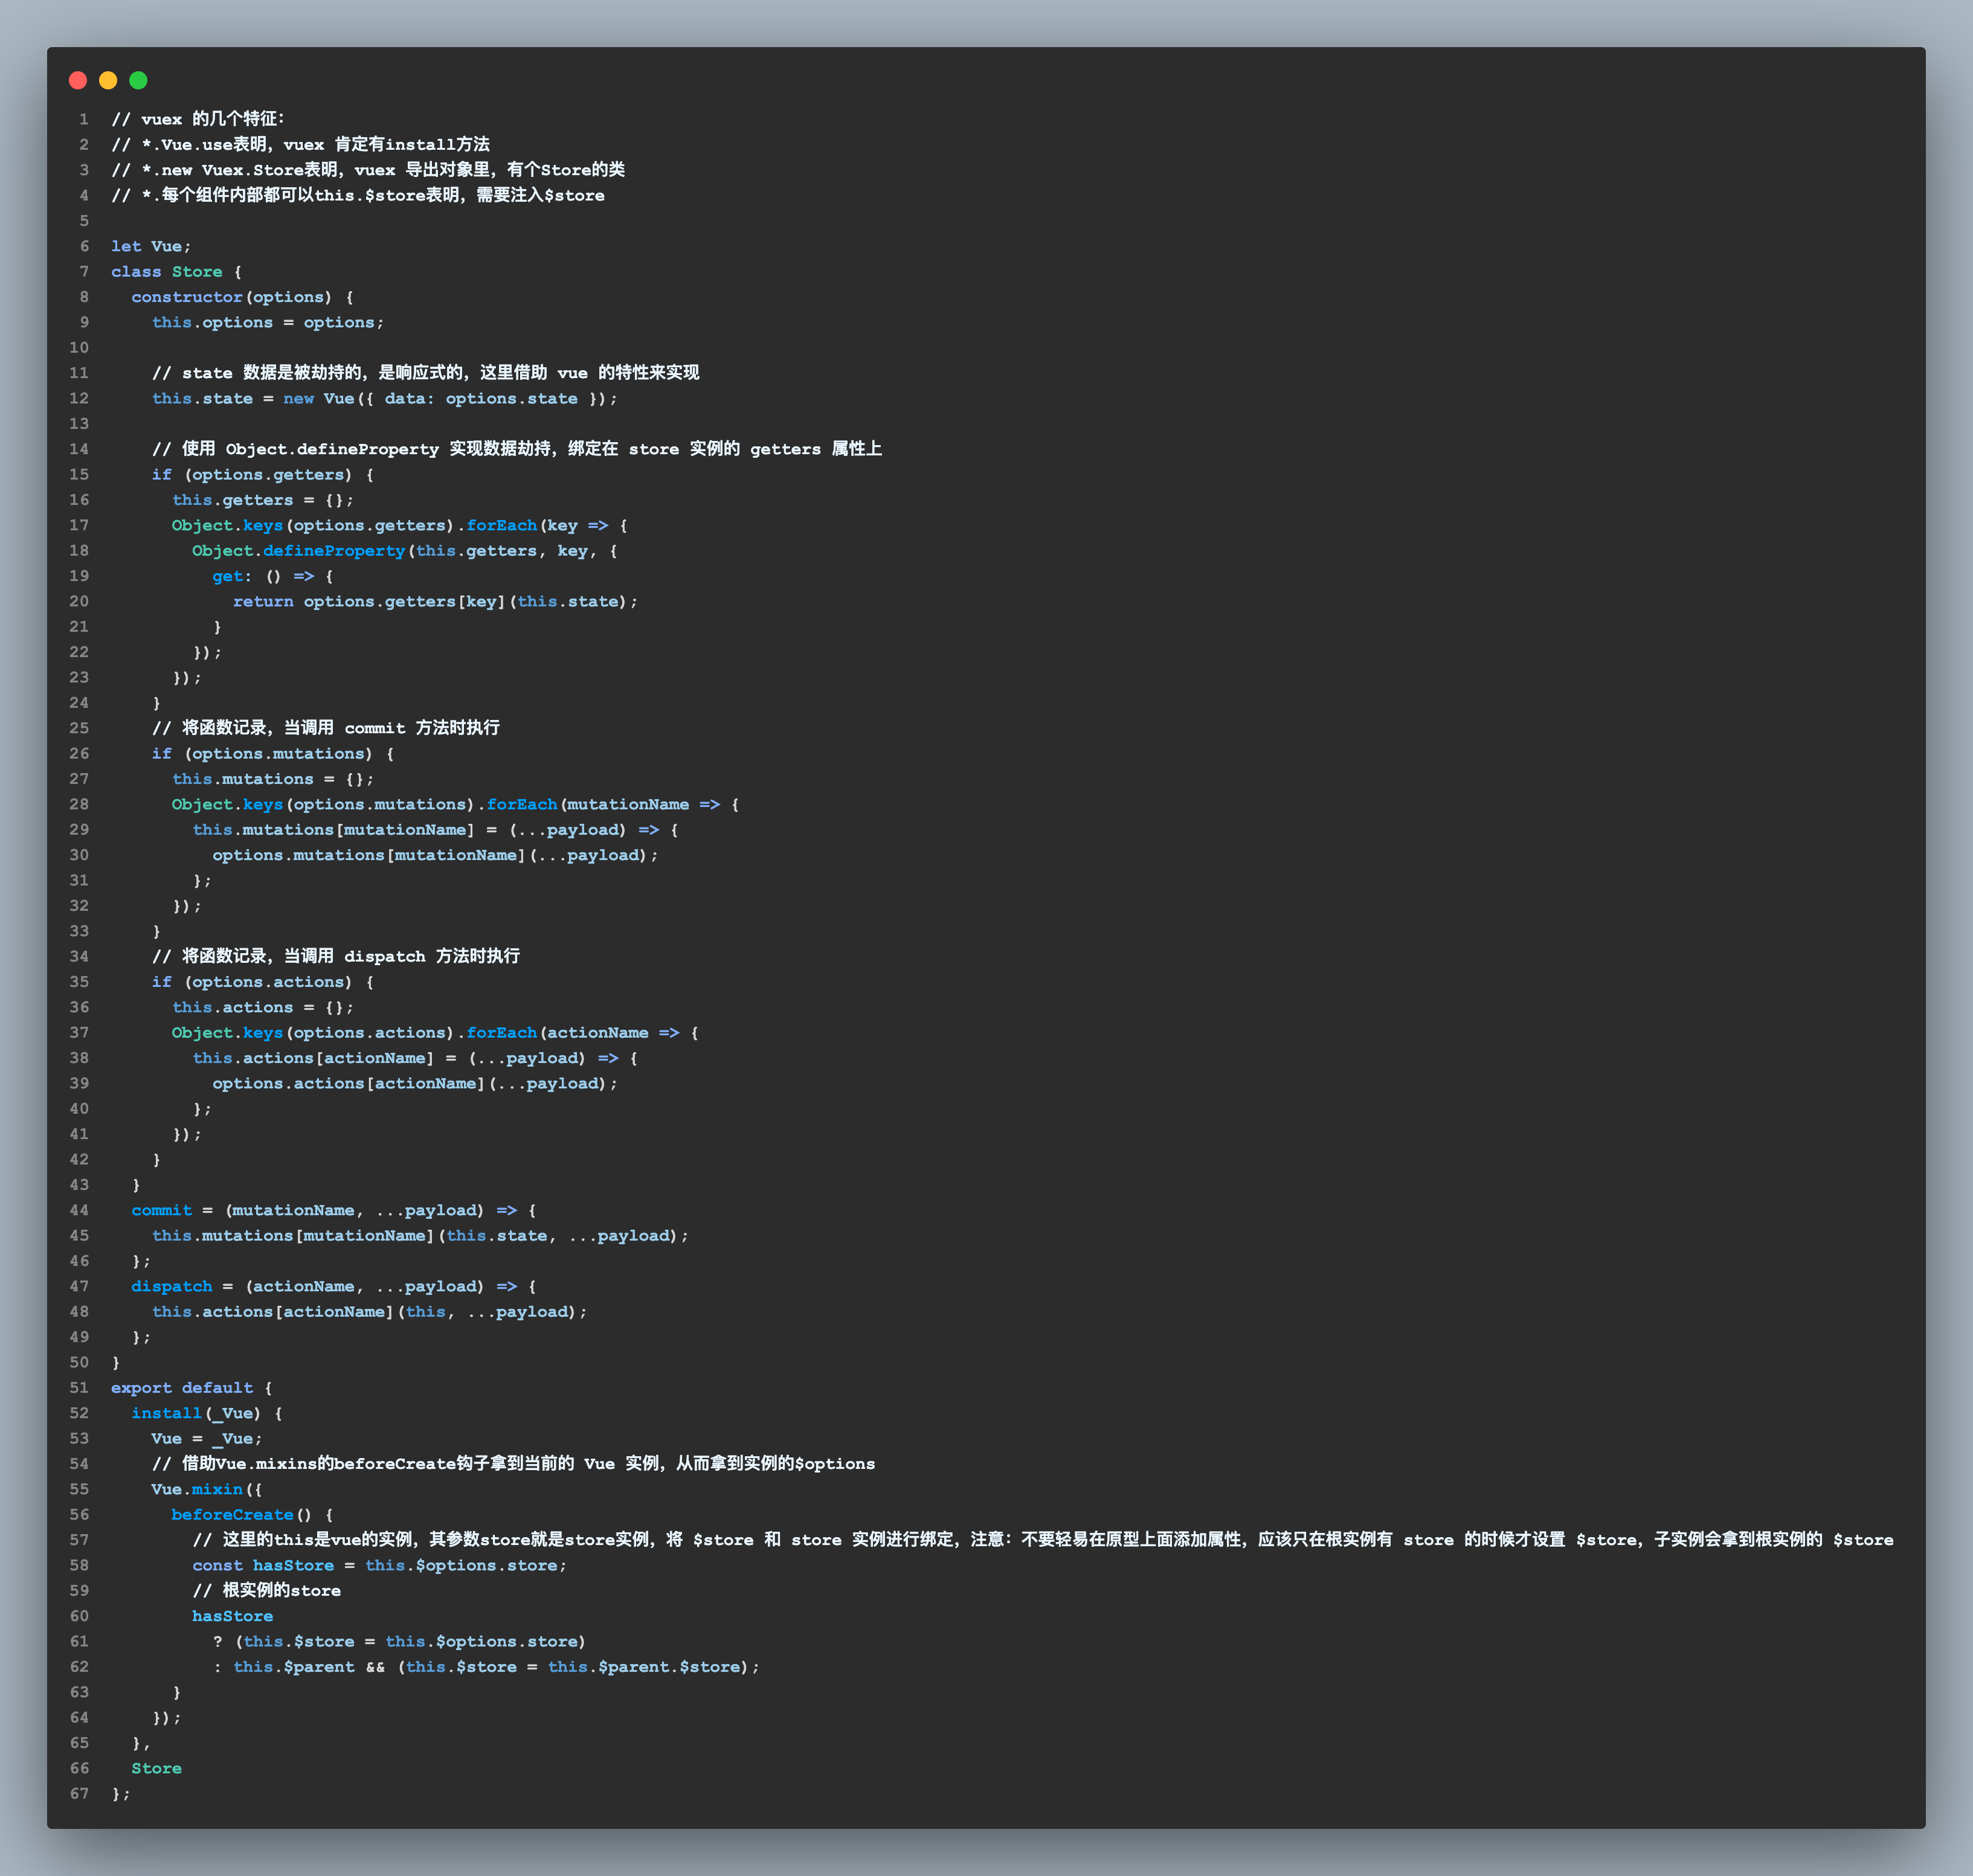 1 // vuex 的几个特征：
2 // *.Vue.use表明，vuex 肯定有install方法
3 // *.new Vuex.Store表明，vuex 导出对象里，有个Store的类
4 // *.每个组件内部都可以this.$store表明，需要注入$store
5
6 let Vue;
7 class Store {
8   constructor(options) {
9     this.options = options;
10
11     // state 数据是被劫持的，是响应式的，这里借助 vue 的特性来实现
12     this.state = new Vue({ data: options.state });
13
14     // 使用 Object.defineProperty 实现数据劫持，绑定在 store 实例的 getters 属性上
15     if (options.getters) {
16       this.getters = {};
17       Object.keys(options.getters).forEach(key => {
18         Object.defineProperty(this.getters, key, {
19           get: () => {
20             return options.getters[key](this.state);
21           }
22         });
23       });
24     }
25     // 将函数记录，当调用 commit 方法时执行
26     if (options.mutations) {
27       this.mutations = {};
28       Object.keys(options.mutations).forEach(mutationName => {
29         this.mutations[mutationName] = (...payload) => {
30           options.mutations[mutationName](...payload);
31         };
32       });
33     }
34     // 将函数记录，当调用 dispatch 方法时执行
35     if (options.actions) {
36       this.actions = {};
37       Object.keys(options.actions).forEach(actionName => {
38         this.actions[actionName] = (...payload) => {
39           options.actions[actionName](...payload);
40         };
41       });
42     }
43   }
44   commit = (mutationName, ...payload) => {
45     this.mutations[mutationName](this.state, ...payload);
46   };
47   dispatch = (actionName, ...payload) => {
48     this.actions[actionName](this, ...payload);
49   };
50 }
51 export default {
52   install(_Vue) {
53     Vue = _Vue;
54     // 借助Vue.mixins的beforeCreate钩子拿到当前的 Vue 实例，从而拿到实例的$options
55     Vue.mixin({
56       beforeCreate() {
57         // 这里的this是vue的实例，其参数store就是store实例，将 $store 和 store 实例进行绑定，注意：不要轻易在原型上面添加属性，应该只在根实例有 store 的时候才设置 $store，子实例会拿到根实例的 $store
58         const hasStore = this.$options.store;
59         // 根实例的store
60         hasStore
61           ? (this.$store = this.$options.store)
62           : this.$parent && (this.$store = this.$parent.$store);
63       }
64     });
65   },
66   Store
67 };